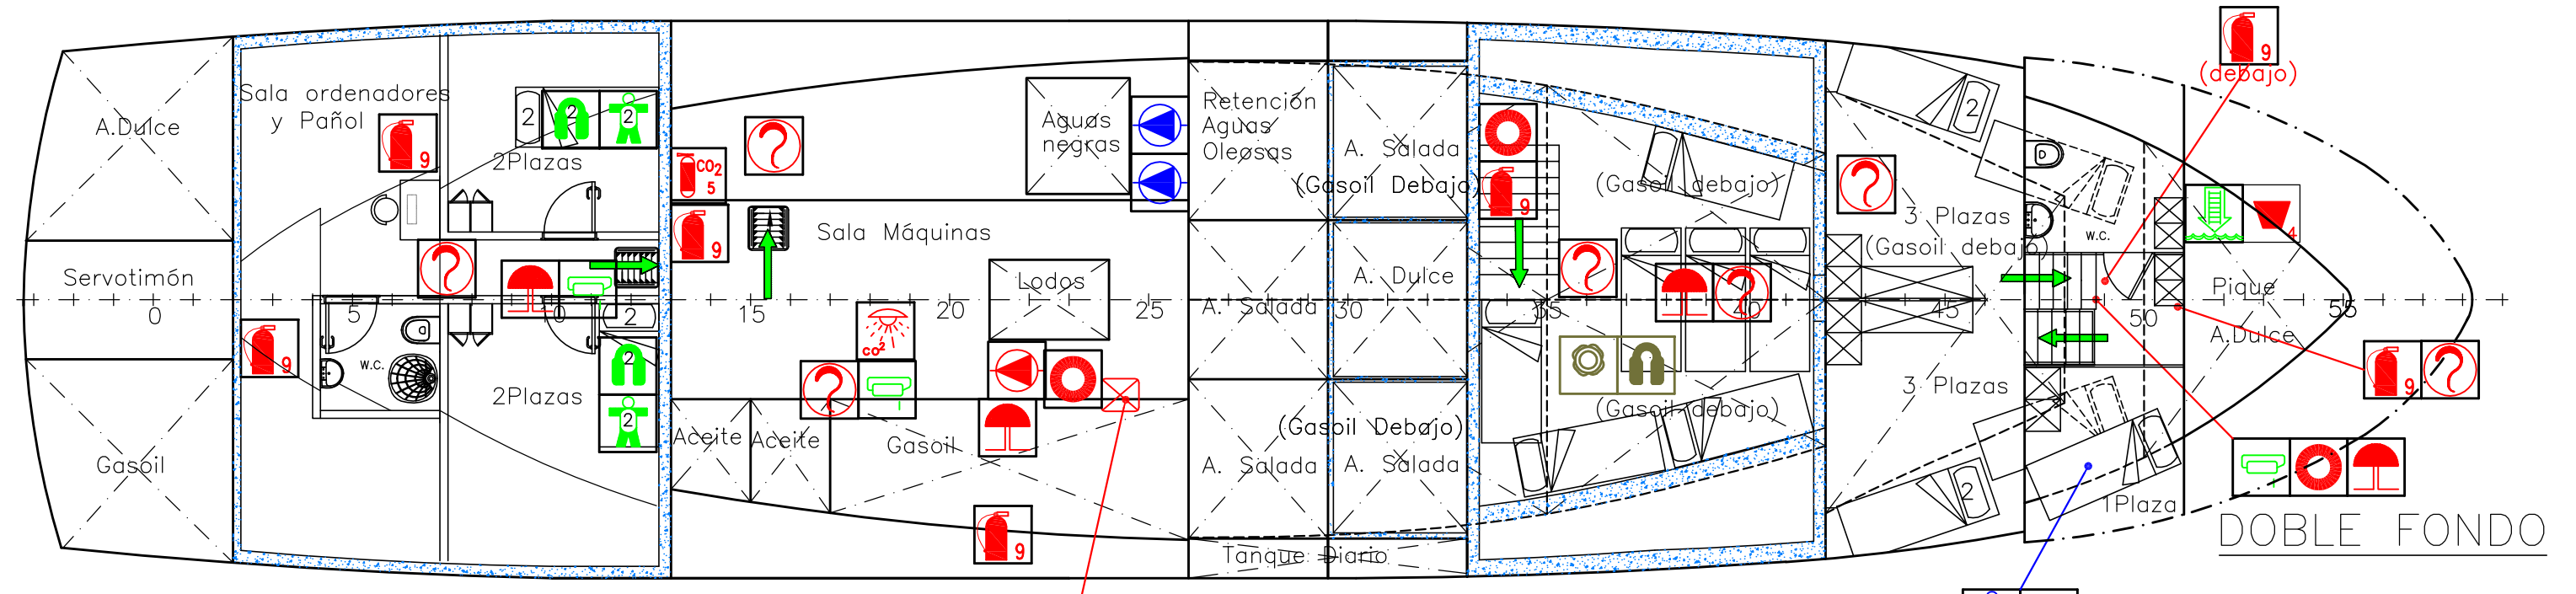 9
(debajo)
A.Dulce
Servotimón
Gasoil
Sala ordenadores
y Pañol
9
2
2
2
2Plazas
9
w.c.
2
2
2
2Plazas
CO2
5
9
Sala Máquinas
Aguas
negras
Lodos
CO2
Aceite
Aceite
Gasoil
9
Retención
Aguas
Oleosas
A. Salada
A. Salada
A. Salada
(Gasoil Debajo)
A. Dulce
(Gasoil Debajo)
A. Salada
Tanque Diario
9
(Gasoil debajo)
(Gasoil debajo)
2
3 Plazas
(Gasoil debajo)
3 Plazas
2
w.c.
1Plaza
4
Pique
A.Dulce
9
0
5
10
15
20
25
30
35
40
45
50
55
DOBLE FONDO